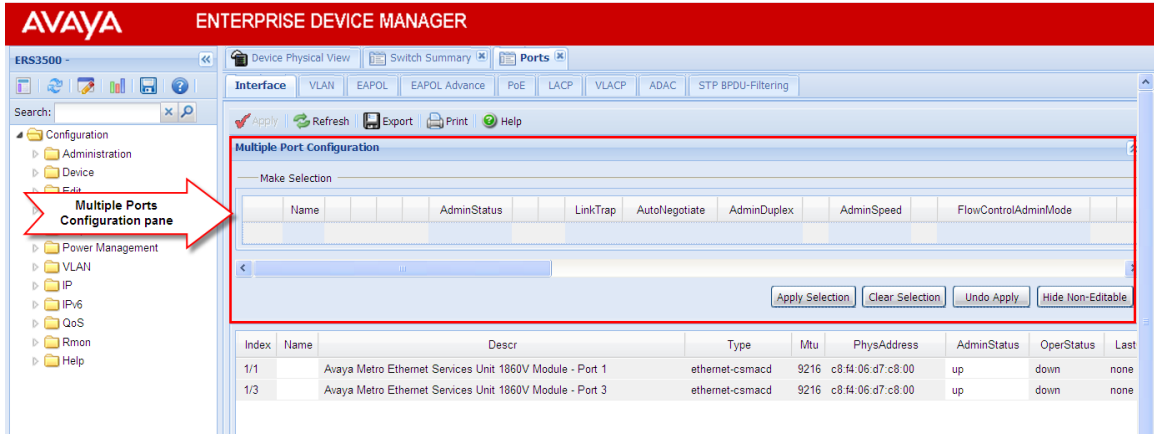 AVAYA ENTERPRISE DEVICE MANAGER
ERS3500 -
Device Physical View Switch Summary Ports
Interface VLAN EAPOL EAPOL Advance PoE LACP VLACP ADAC STP BPDU-Filtering
Search:
Apply Refresh Export Print Help
Configuration
Administration
Device
Edit
Multiple Ports
Configuration pane
Power Management
VLAN
IP
IPv6
QoS
Rmon
Help
Multiple Port Configuration
Make Selection
Name AdminStatus LinkTrap AutoNegotiate AdminDuplex AdminSpeed FlowControlAdminMode
Apply Selection Clear Selection Undo Apply Hide Non-Editable
Index Name Descr Type Mtu PhysAddress AdminStatus OperStatus Last
1/1 Avaya Metro Ethernet Services Unit 1860V Module - Port 1 ethernet-csmacd 9216 c8:f4:06:d7:c8:00 up down none
1/3 Avaya Metro Ethernet Services Unit 1860V Module - Port 3 ethernet-csmacd 9216 c8:f4:06:d7:c8:00 up down none